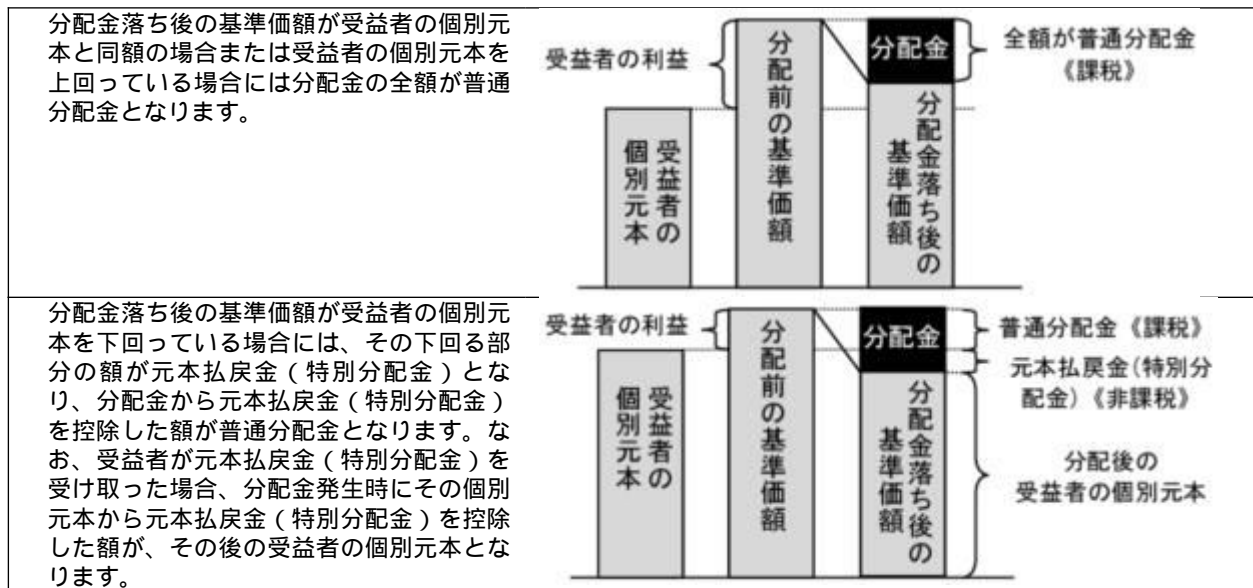 分配金落ち後の基準価額が受益者の個別元
本と同額の場合または受益者の個別元本を
上回っている場合には分配金の全額が普通
分配金となります。
受益者の利益
受益者の
個別元本
分配前の基準価額
分配金
分配金落ち後の
基準価額
全額が普通分配金
《課税》
分配金落ち後の基準価額が受益者の個別元
本を下回っている場合には、その下回る部
分の額が元本払戻金(特別分配金)とな
り、分配金から元本払戻金(特別分配金)
を控除した額が普通分配金となります。な
お、受益者が元本払戻金(特別分配金)を
受け取った場合、分配金発生時にその個別
元本から元本払戻金(特別分配金)を控除
した額が、その後の受益者の個別元本とな
ります。
受益者の利益
受益者の
個別元本
分配前の基準価額
分配金
分配金落ち後の
基準価額
普通分配金《課税》
元本払戻金(特別分
配金)《非課税》
分配後の
受益者の個別元本